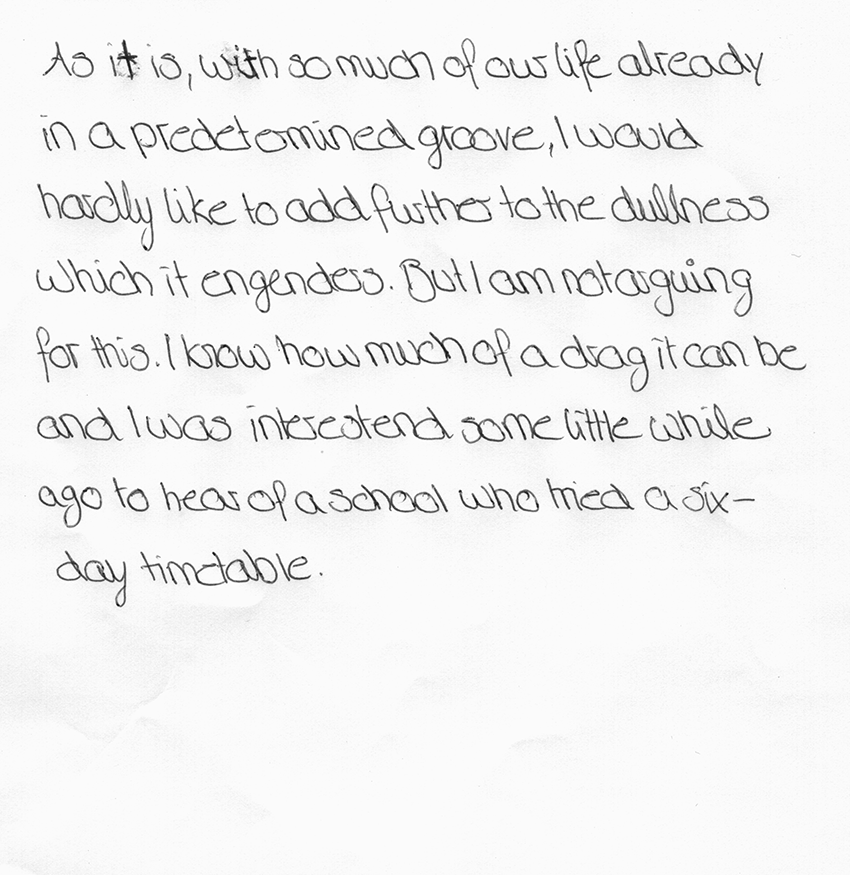 As it is, with so much of our life already
in a predetomined groove, I would
hardly like to add further to the dullness
which it engenders. But I am not arguing
for this. I know how much of a drag it can be
and I was interestend some little while
ago to hear of a school who tried a six-
day timetable.